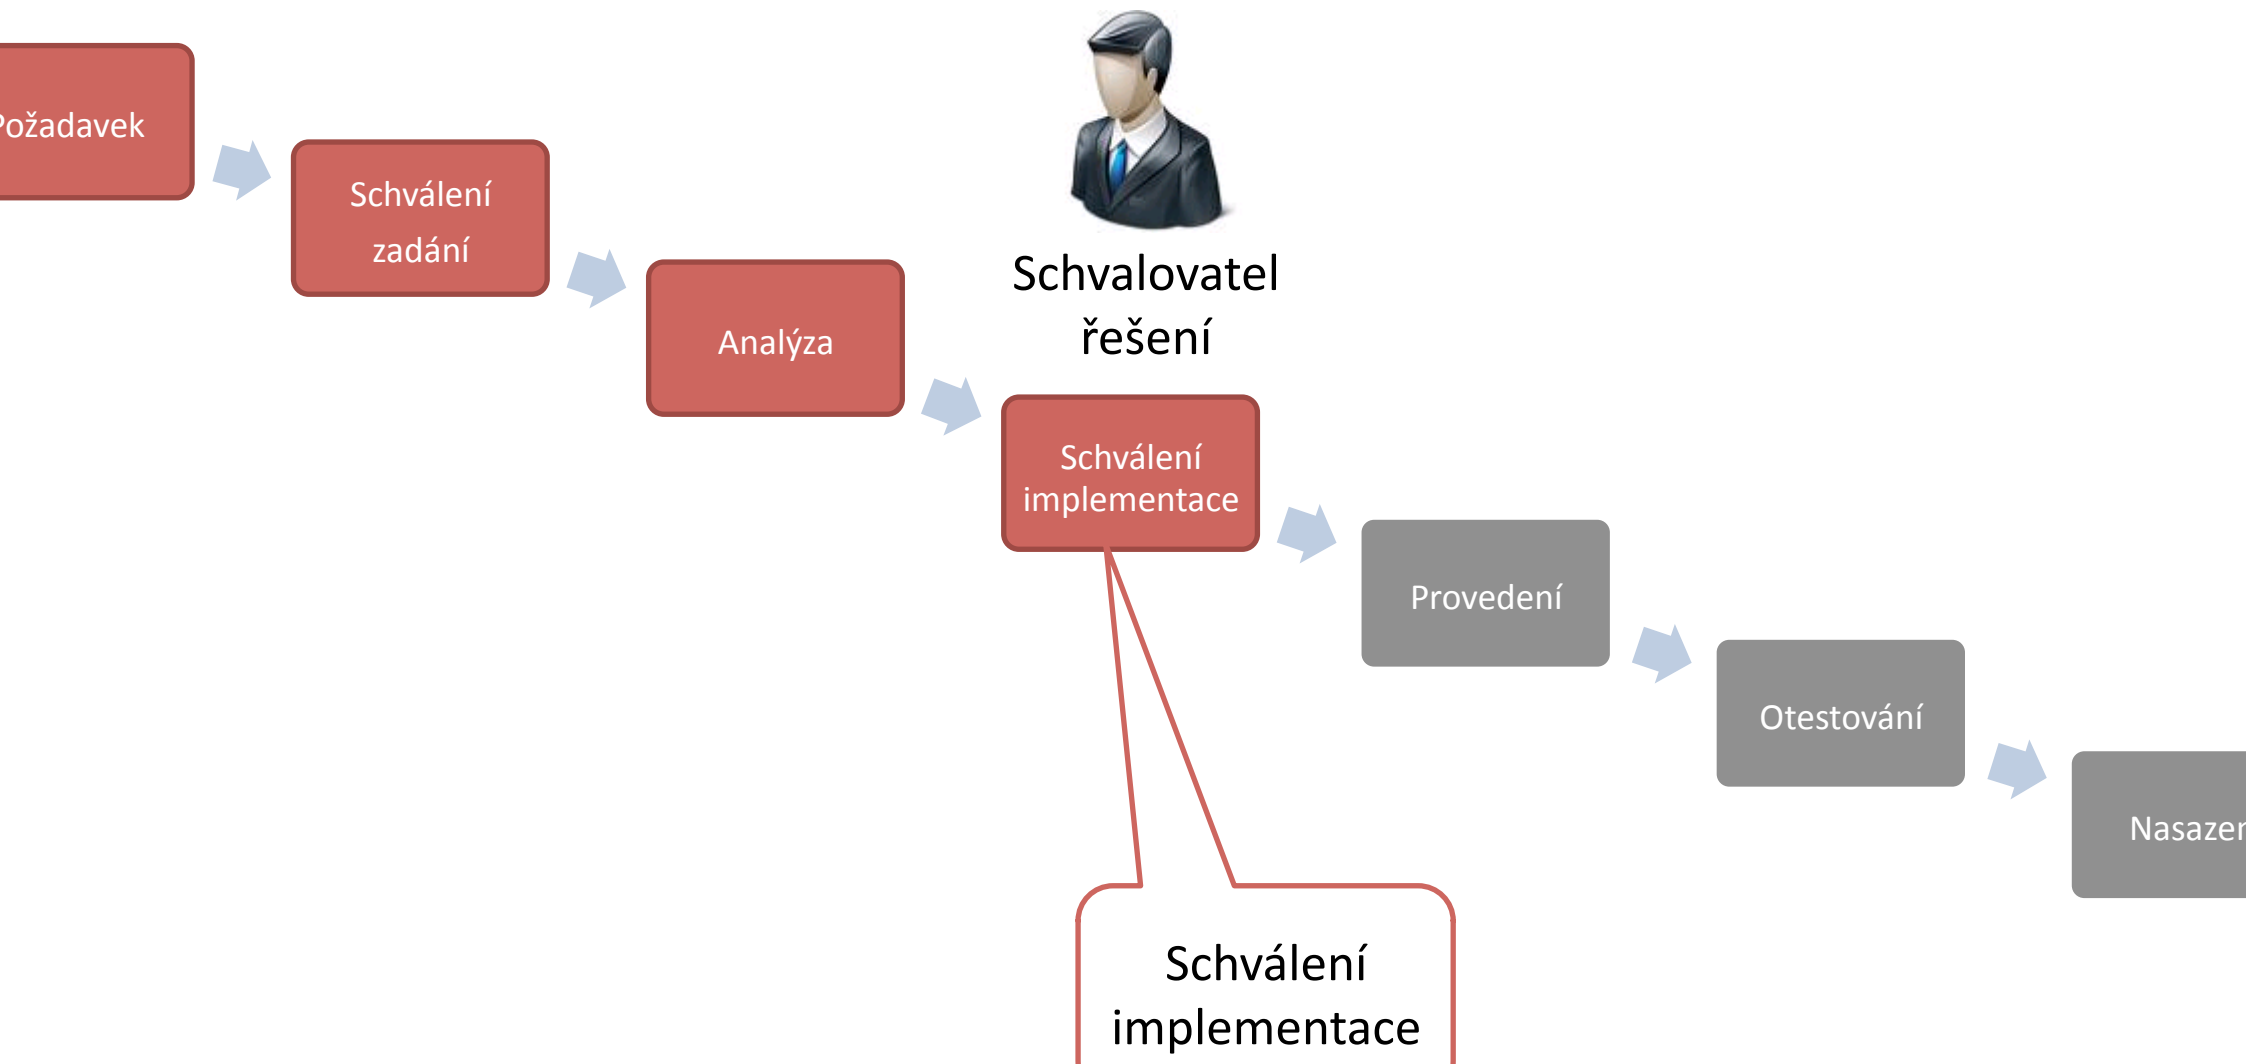 Požadavek
Schválení
zadání
Analýza
Schvalovatel
řešení
Schválení
implementace
Provedení
Otestování
Schválení
implementace